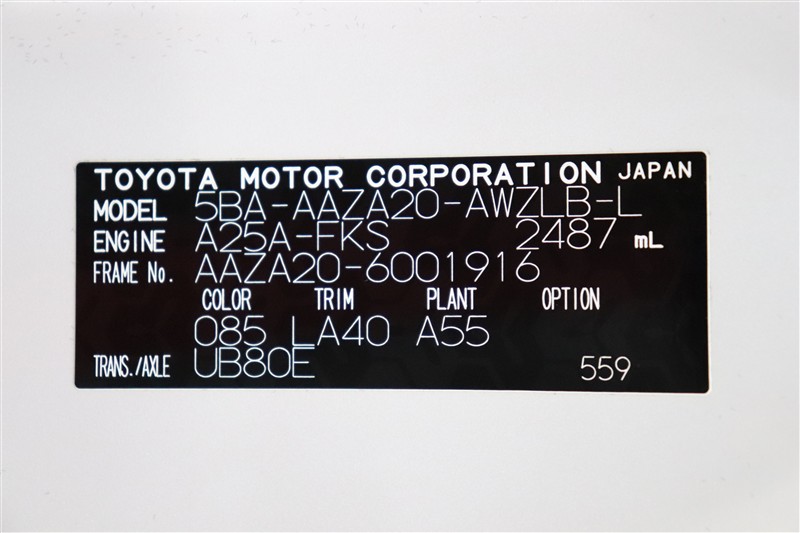 TOYOTA MOTOR CORPORATION JAPAN
MODEL 5BA-AAZA20-AWZLB-L
ENGINE A25A-FKS 2487 mL
FRAME No. AAZA20-6001916
COLOR TRIM PLANT OPTION
085 LA40 A55
TRANS./AXLE UB80E 559